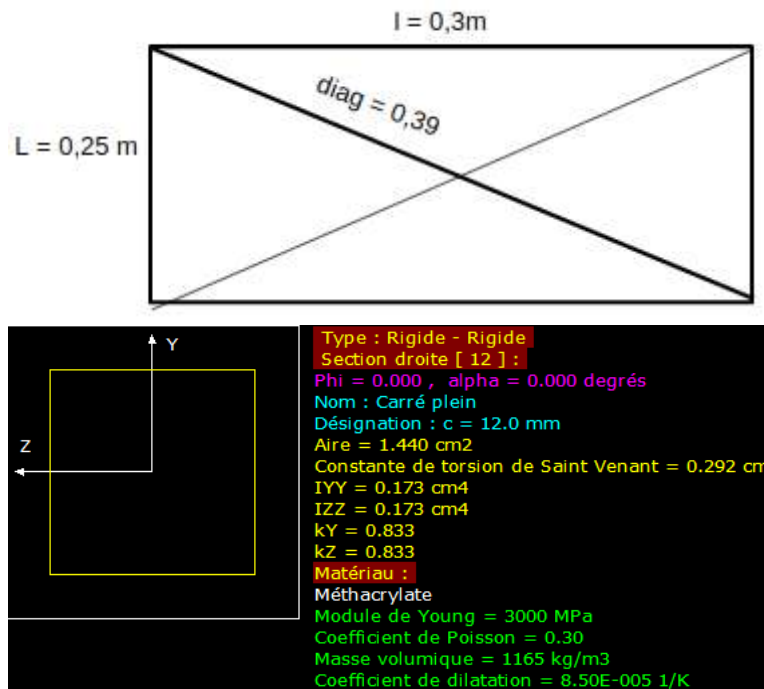 l = 0,3m
diag = 0,39
L = 0,25 m
Y
Z
Type : Rigide - Rigide
Section droite [ 12 ] :
Phi = 0.000 , alpha = 0.000 degrés
Nom : Carré plein
Désignation : c = 12.0 mm
Aire = 1.440 cm2
Constante de torsion de Saint Venant = 0.292 cm
IYY = 0.173 cm4
IZZ = 0.173 cm4
kY = 0.833
kZ = 0.833
Matériau :
Méthacrylate
Module de Young = 3000 MPa
Coefficient de Poisson = 0.30
Masse volumique = 1165 kg/m3
Coefficient de dilatation = 8.50E-005 1/K